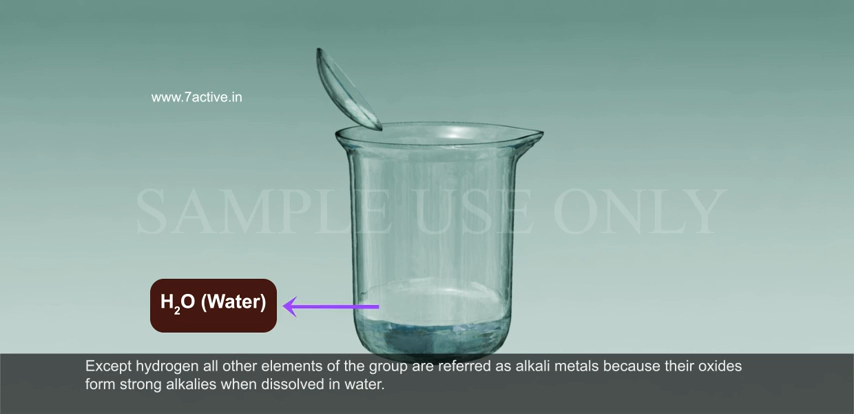 www.7active.in
SAMPLE USE ONLY
H₂O (Water)
Except hydrogen all other elements of the group are referred as alkali metals because their oxides
form strong alkalies when dissolved in water.